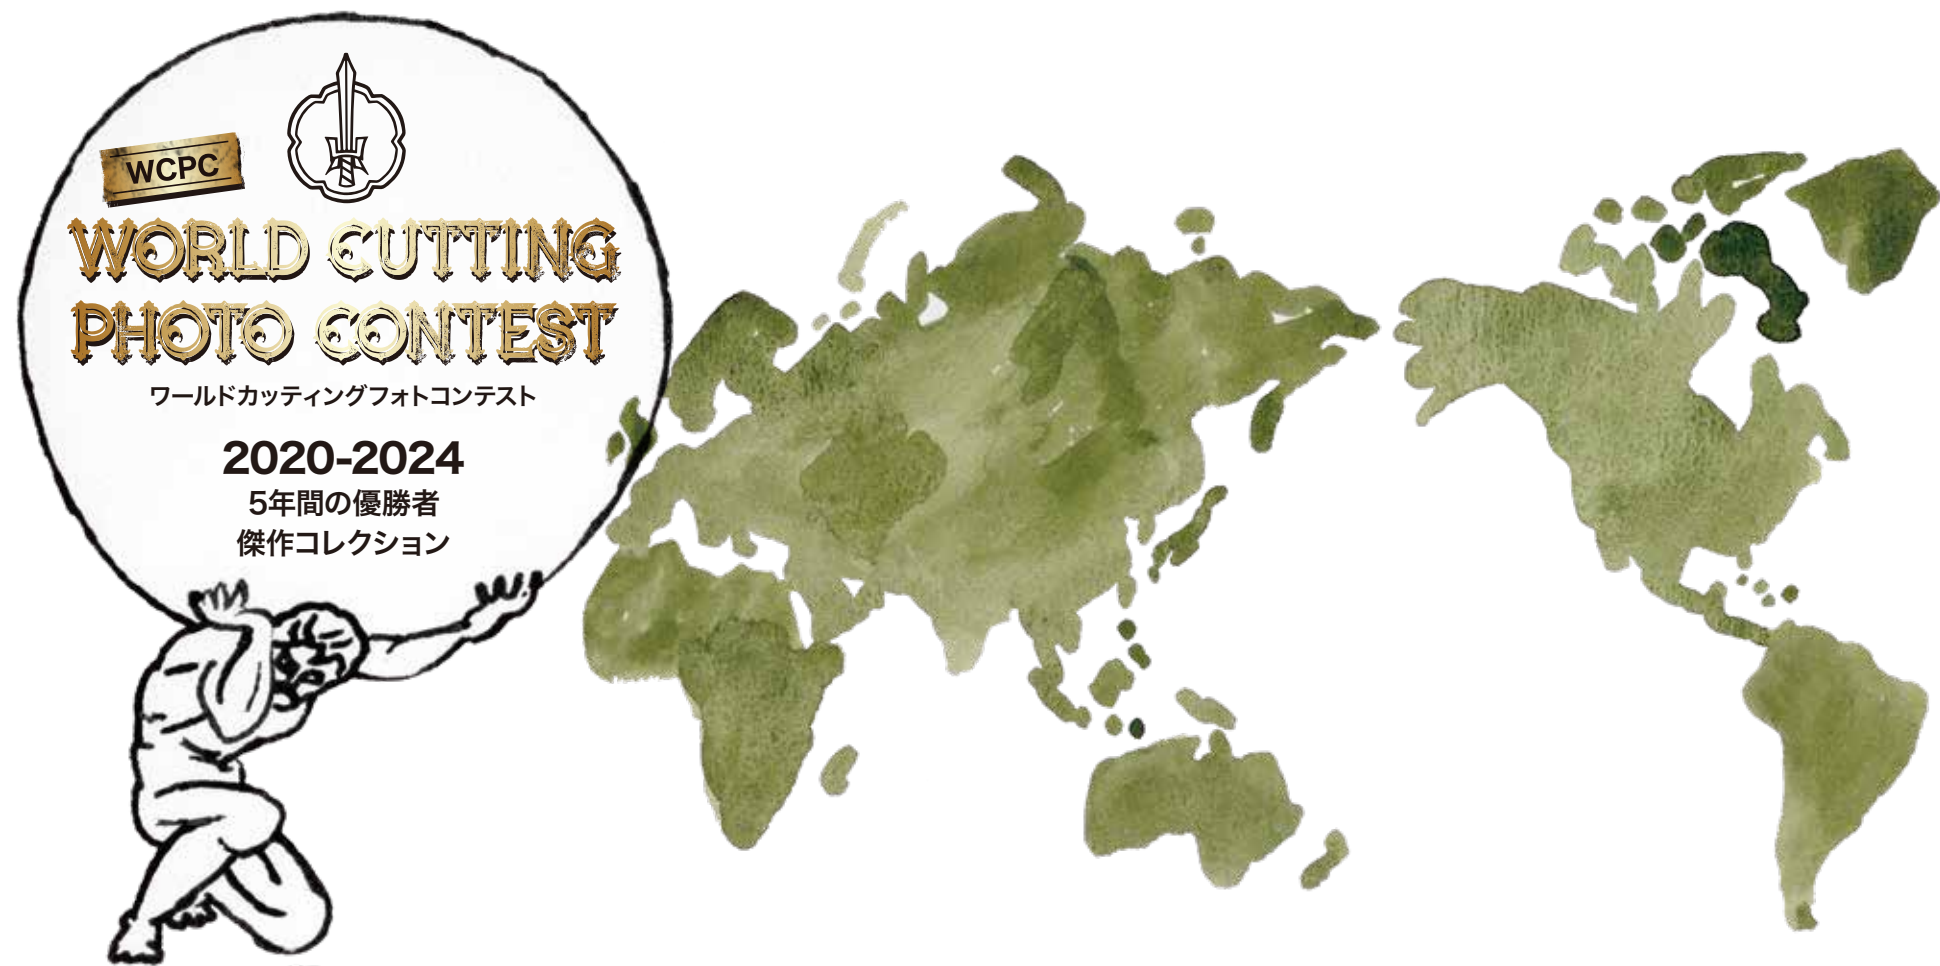 WCPC
WORLD CUTTING
PHOTO CONTEST
ワールドカッティングフォトコンテスト
2020-2024
5年間の優勝者
傑作コレクション